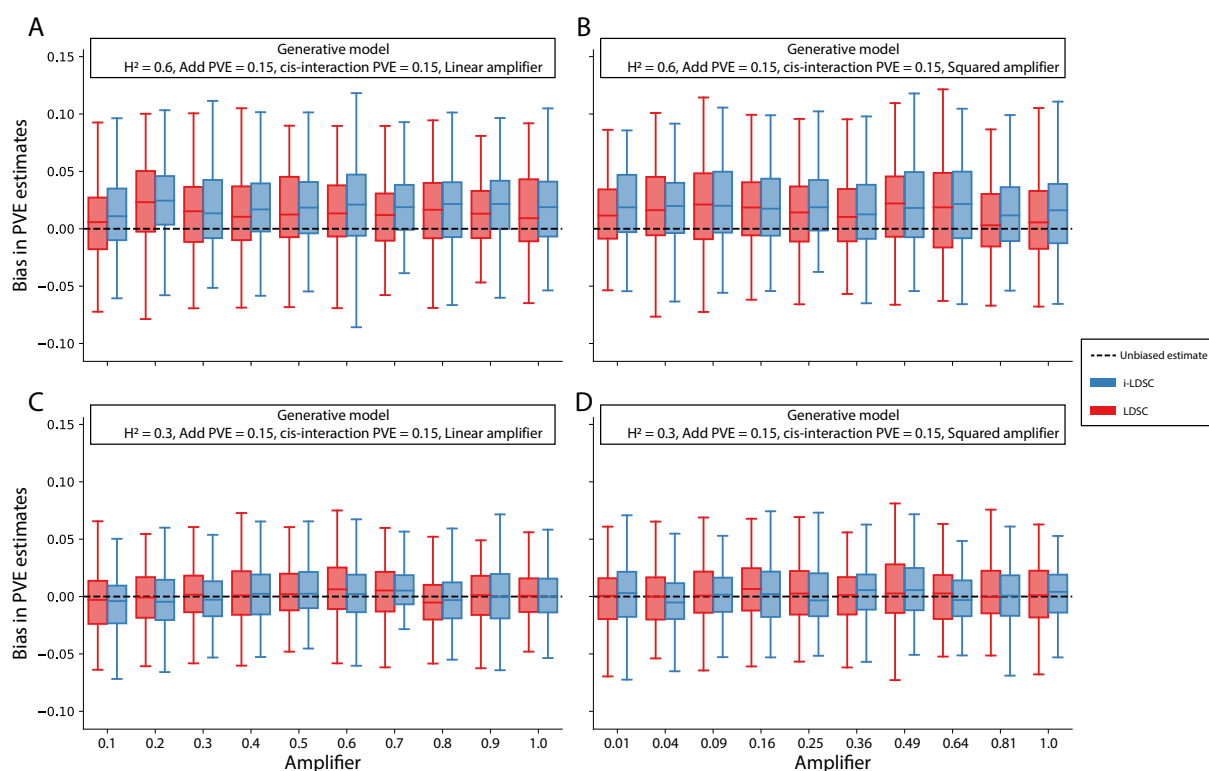 A
Generative model
H² = 0.6, Add PVE = 0.15, cis-interaction PVE = 0.15, Linear amplifier
Bias in PVE estimates
0.15
0.10
0.05
0.00
−0.05
−0.10
B
Generative model
H² = 0.6, Add PVE = 0.15, cis-interaction PVE = 0.15, Squared amplifier
Unbiased estimate
i-LDSC
LDSC
C
Generative model
H² = 0.3, Add PVE = 0.15, cis-interaction PVE = 0.15, Linear amplifier
Bias in PVE estimates
0.15
0.10
0.05
0.00
−0.05
−0.10
0.1 0.2 0.3 0.4 0.5 0.6 0.7 0.8 0.9 1.0
Amplifier
D
Generative model
H² = 0.3, Add PVE = 0.15, cis-interaction PVE = 0.15, Squared amplifier
0.01 0.04 0.09 0.16 0.25 0.36 0.49 0.64 0.81 1.0
Amplifier